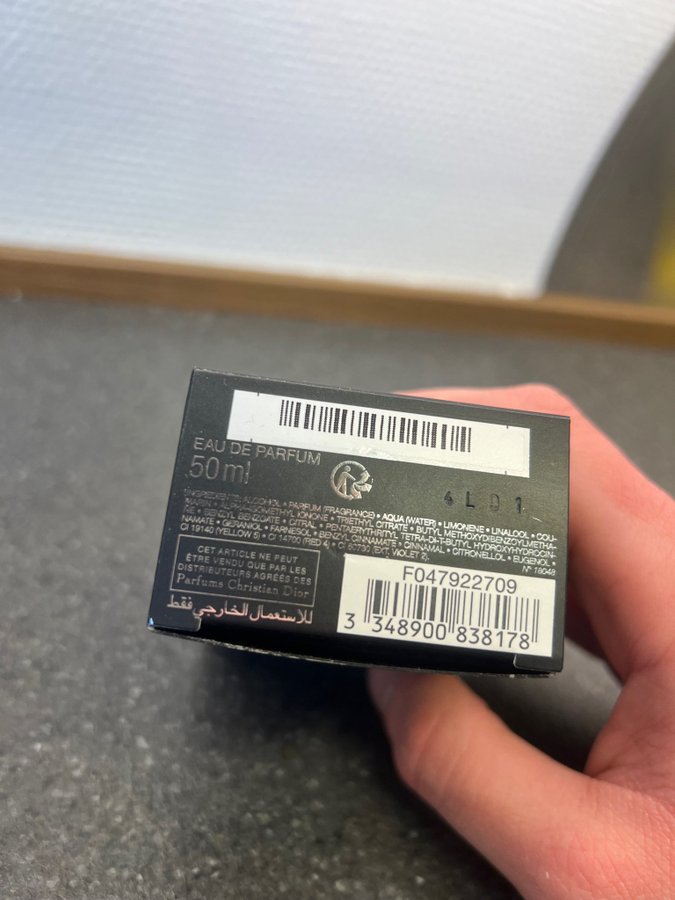 EAU DE PARFUM
50 ml
4L01
INGREDIENTS: ALCOHOL • PARFUM (FRAGRANCE) • AQUA (WATER) • LIMONENE • LINALOOL • COU-
MARIN • ALPHA-ISOMETHYL IONONE • TRIETHYL CITRATE • BUTYL METHOXYDIBENZOYLMETHA-
NE • BENZYL BENZOATE • CITRAL • PENTAERYTHRITYL TETRA-DI-T-BUTYL HYDROXYHYDROCIN-
NAMATE • GERANIOL • FARNESOL • BENZYL CINNAMATE • CINNAMAL • CITRONELLOL • EUGENOL •
CI 19140 (YELLOW 5) • CI 14700 (RED 4) • CI 60730 (EXT. VIOLET 2).
N° 18048
CET ARTICLE NE PEUT
ÊTRE VENDU QUE PAR LES
DISTRIBUTEURS AGRÉÉS DES
Parfums Christian Dior
للاستعمال الخارجي فقط
F047922709
3 348900 838178